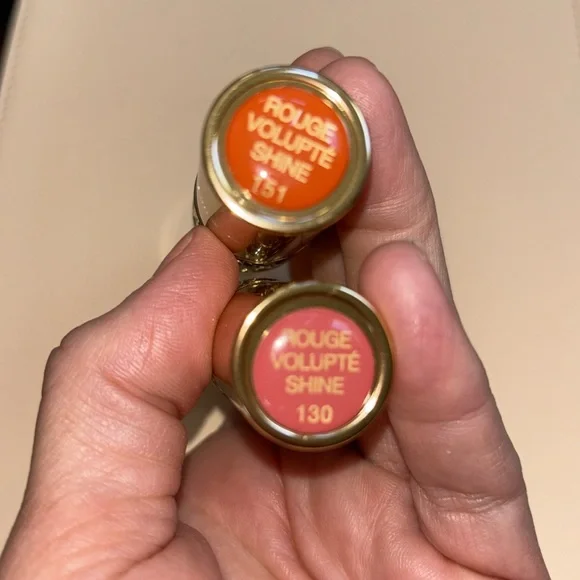 ROUGE
VOLUPTÉ
SHINE
151
ROUGE
VOLUPTÉ
SHINE
130